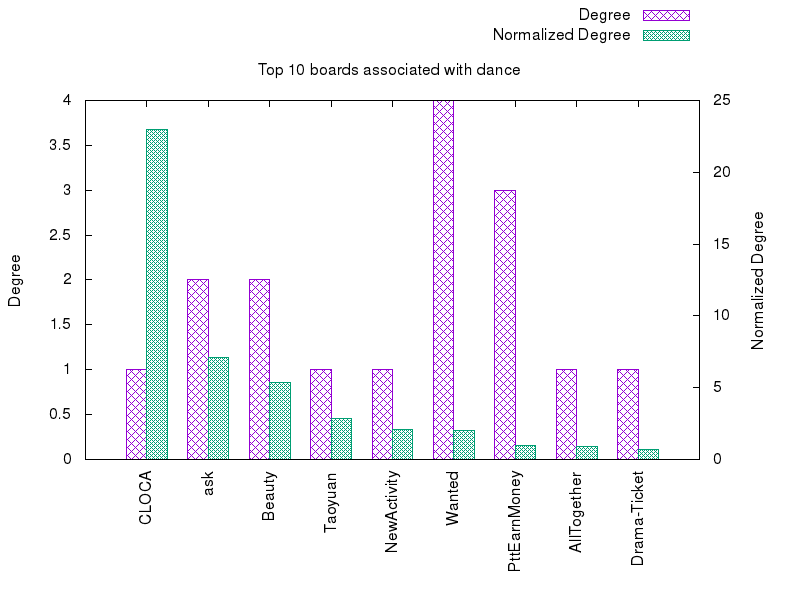 Degree
Normalized Degree
Top 10 boards associated with dance
4
3.5
3
2.5
2
1.5
1
0.5
0
25
20
15
10
5
0
Degree
Normalized Degree
CLOCA
ask
Beauty
Taoyuan
NewActivity
Wanted
PttEarnMoney
AllTogether
Drama-Ticket